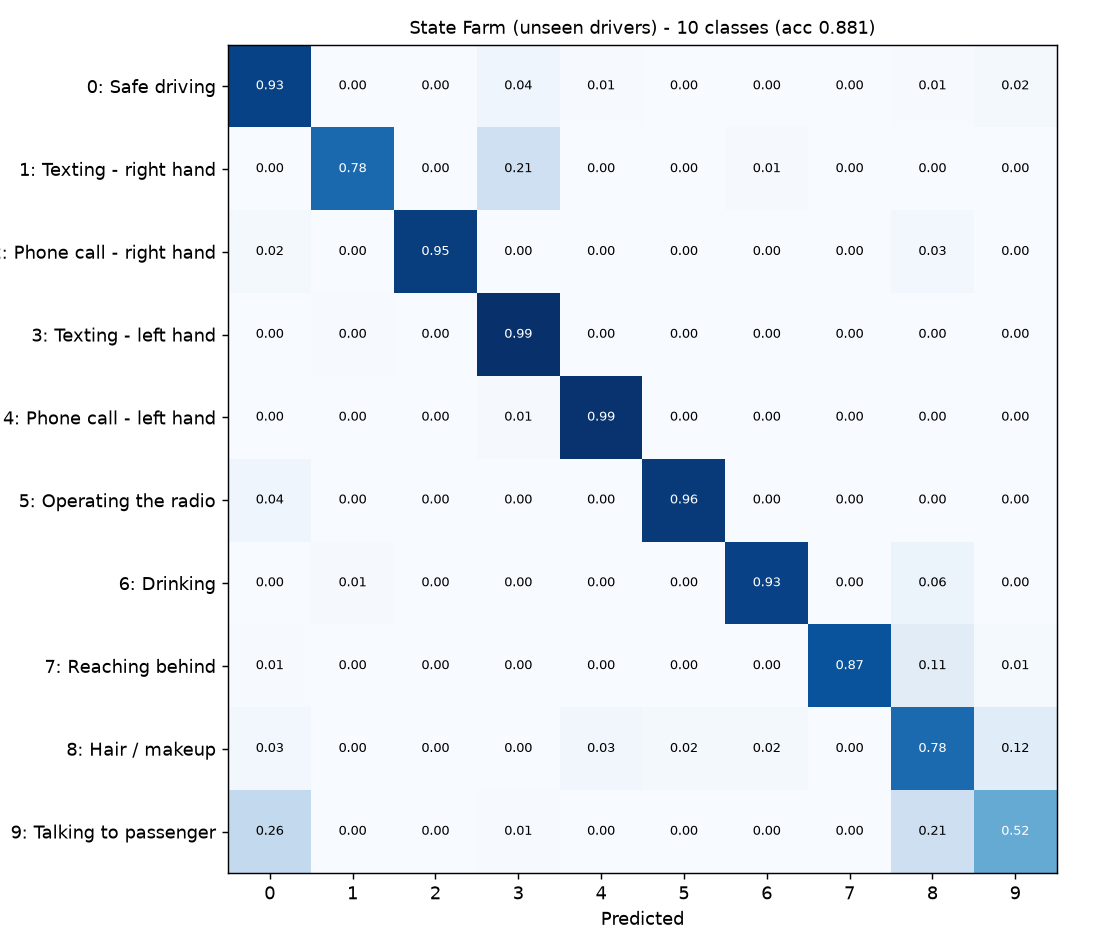 State Farm (unseen drivers) - 10 classes (acc 0.881)
0: Safe driving 0.93 0.00 0.00 0.04 0.01 0.00 0.00 0.00 0.01 0.02
1: Texting - right hand 0.00 0.78 0.00 0.21 0.00 0.00 0.01 0.00 0.00 0.00
: Phone call - right hand 0.02 0.00 0.95 0.00 0.00 0.00 0.00 0.00 0.03 0.00
3: Texting - left hand 0.00 0.00 0.00 0.99 0.00 0.00 0.00 0.00 0.00 0.00
4: Phone call - left hand 0.00 0.00 0.00 0.01 0.99 0.00 0.00 0.00 0.00 0.00
5: Operating the radio 0.04 0.00 0.00 0.00 0.00 0.96 0.00 0.00 0.00 0.00
6: Drinking 0.00 0.01 0.00 0.00 0.00 0.00 0.93 0.00 0.06 0.00
7: Reaching behind 0.01 0.00 0.00 0.00 0.00 0.00 0.00 0.87 0.11 0.01
8: Hair / makeup 0.03 0.00 0.00 0.00 0.03 0.02 0.02 0.00 0.78 0.12
9: Talking to passenger 0.26 0.00 0.00 0.01 0.00 0.00 0.00 0.00 0.21 0.52
0 1 2 3 4 5 6 7 8 9
Predicted